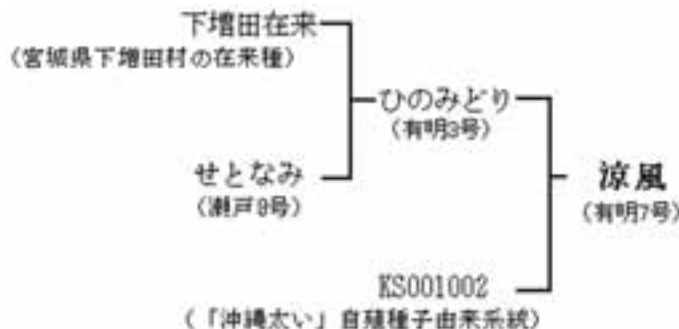 下増田在来
（宮城県下増田村の在来種）
ひのみどり
（有明3号）
せとなみ
（瀬戸9号）
涼風
（有明7号）
KS001002
（「沖縄太い」自殖種子由来系統）